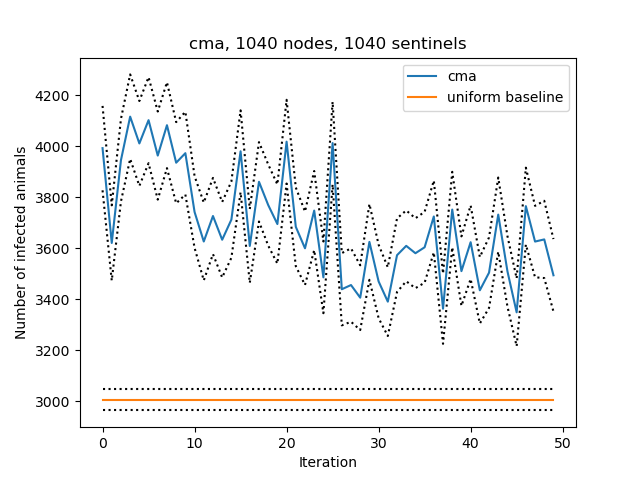 cma, 1040 nodes, 1040 sentinels
cma
uniform baseline
Number of infected animals
4200
4000
3800
3600
3400
3200
3000
0 10 20 30 40 50
Iteration